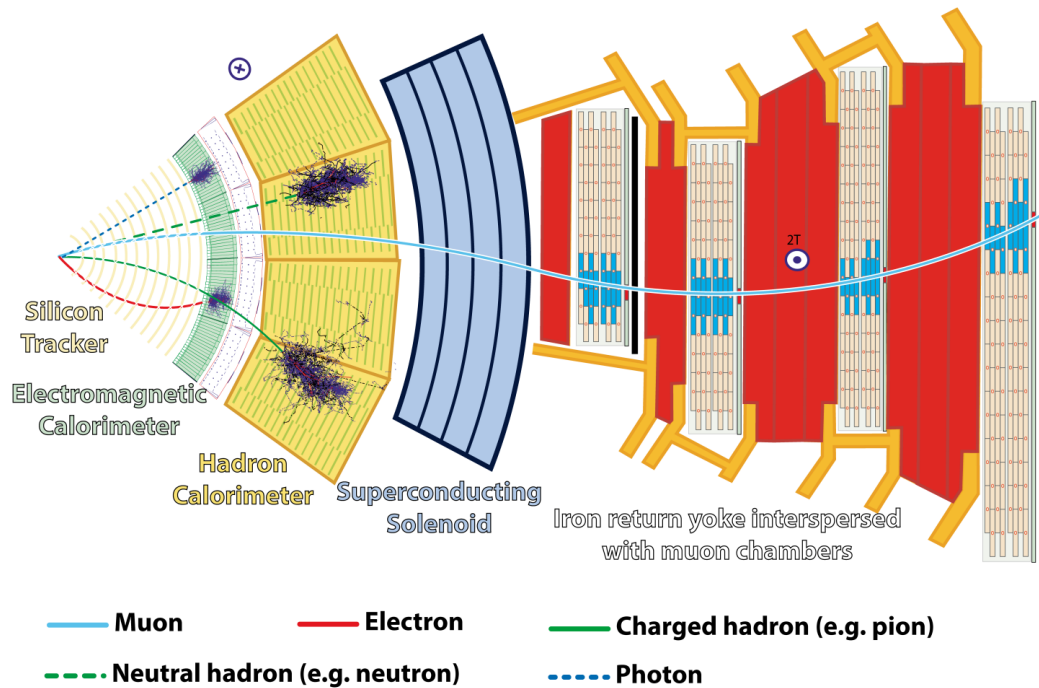 2T
Silicon
Tracker
Electromagnetic
Calorimeter
Hadron
Calorimeter
Superconducting
Solenoid
Iron return yoke interspersed
with muon chambers
Muon
Electron
Charged hadron (e.g. pion)
Neutral hadron (e.g. neutron)
Photon